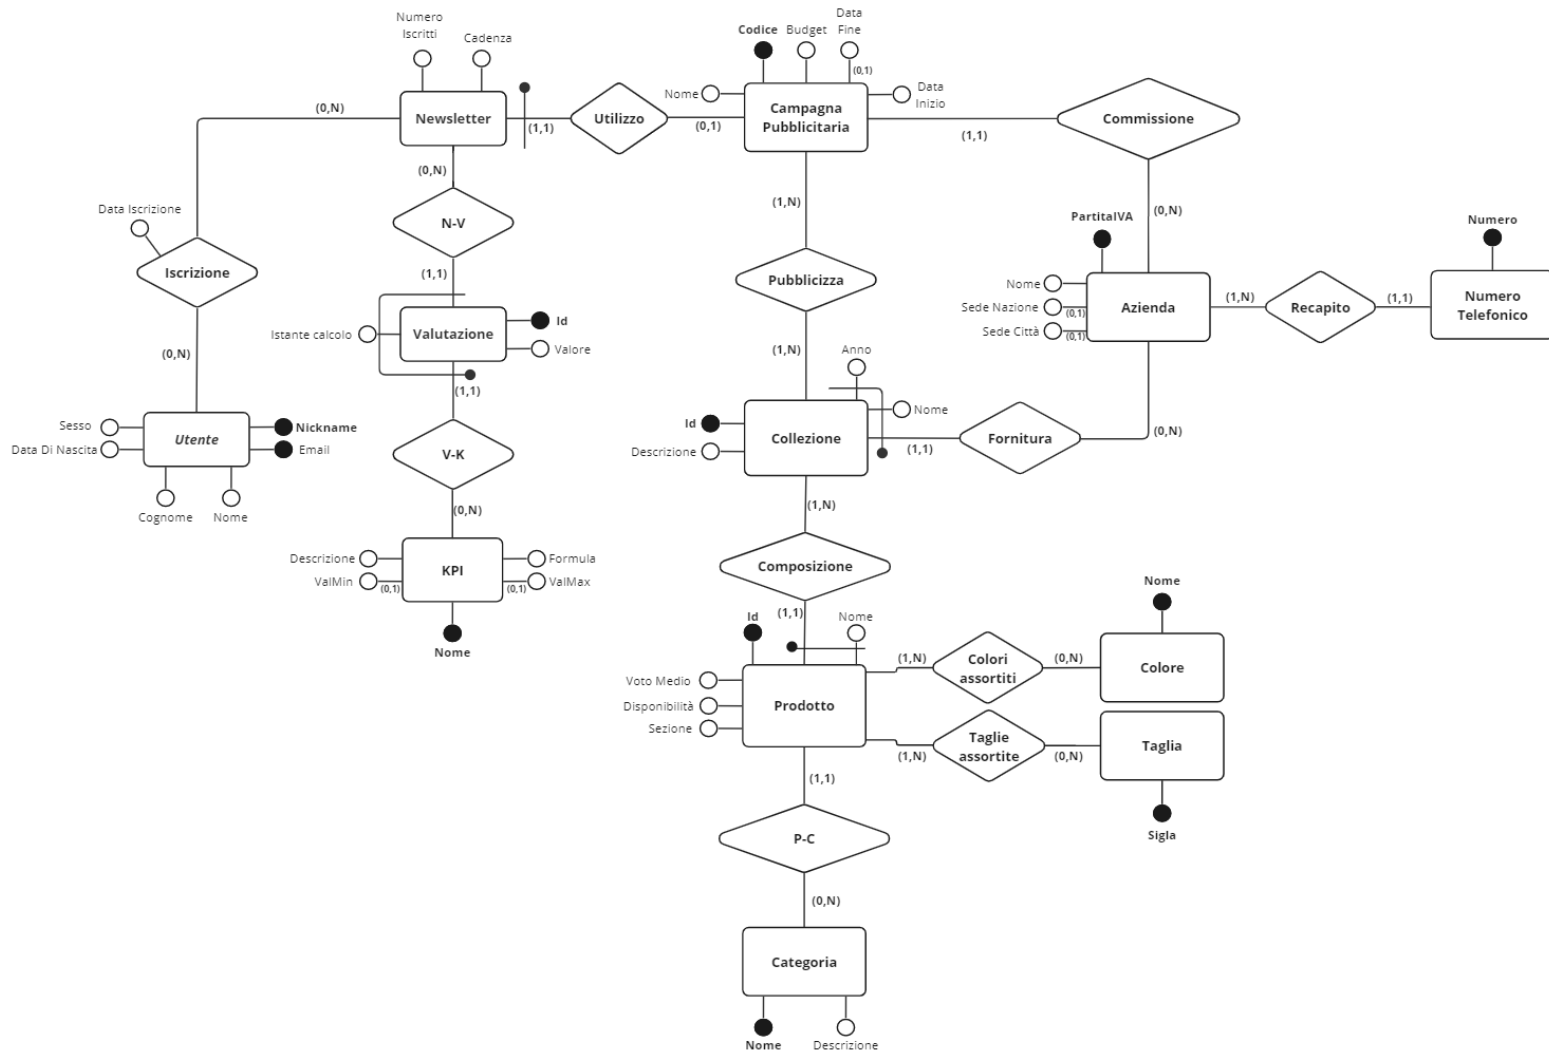 Numero
Iscritti
Cadenza
(0,N)
Newsletter
(1,1)
Utilizzo
(0,1)
Codice
Budget
Data
Fine
(0,1)
Nome
Data
Inizio
Campagna
Pubblicitaria
(1,1)
Commissione
(0,N)
(0,N)
N-V
(1,1)
Data Iscrizione
Iscrizione
(0,N)
(1,N)
Pubblicizza
(1,N)
PartitaIVA
Nome
Sede Nazione
(0,1)
Sede Città
(0,1)
Azienda
(1,N)
Recapito
(1,1)
Numero
Numero
Telefonico
Istante calcolo
Valutazione
Id
Valore
(1,1)
Anno
Nome
Id
Descrizione
Collezione
(1,1)
Fornitura
(0,N)
Sesso
Data Di Nascita
Utente
Nickname
Email
Cognome
Nome
V-K
(0,N)
Descrizione
ValMin
(0,1)
KPI
Formula
ValMax
(0,1)
Nome
(1,N)
Composizione
(1,1)
Id
Nome
Voto Medio
Disponibilità
Sezione
Prodotto
(1,N)
Colori
assortiti
(0,N)
Nome
Colore
(1,N)
Taglie
assortite
(0,N)
Taglia
Sigla
(1,1)
P-C
(0,N)
Categoria
Nome
Descrizione